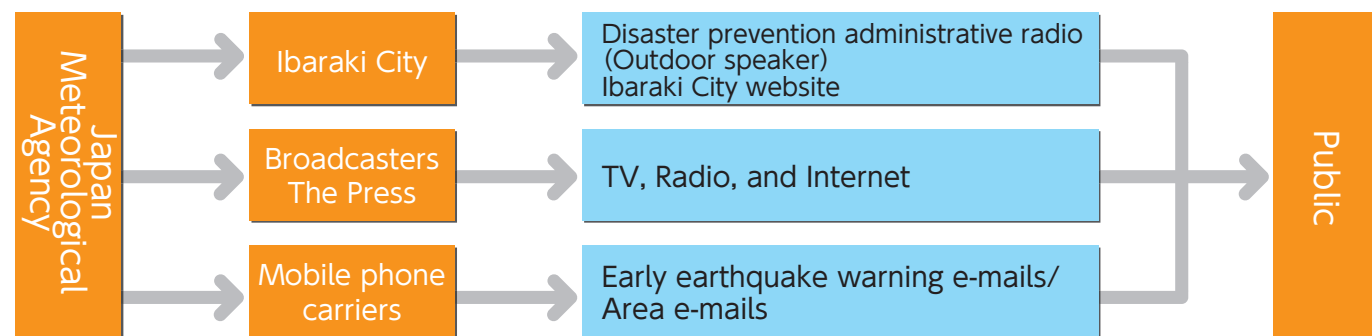 Japan
Meteorological
Agency
Ibaraki City
Disaster prevention administrative radio
(Outdoor speaker)
Ibaraki City website
Broadcasters
The Press
TV, Radio, and Internet
Mobile phone
carriers
Early earthquake warning e-mails/
Area e-mails
Public